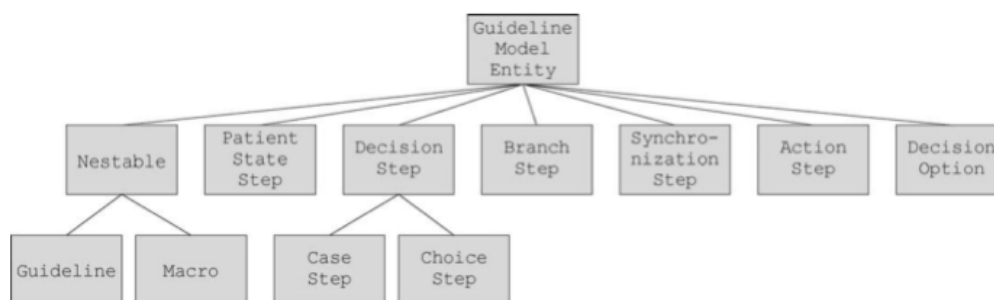 Guideline
Model
Entity
Nestable
Patient
State
Step
Decision
Step
Branch
Step
Synchro-
nization
Step
Action
Step
Decision
Option
Guideline
Macro
Case
Step
Choice
Step